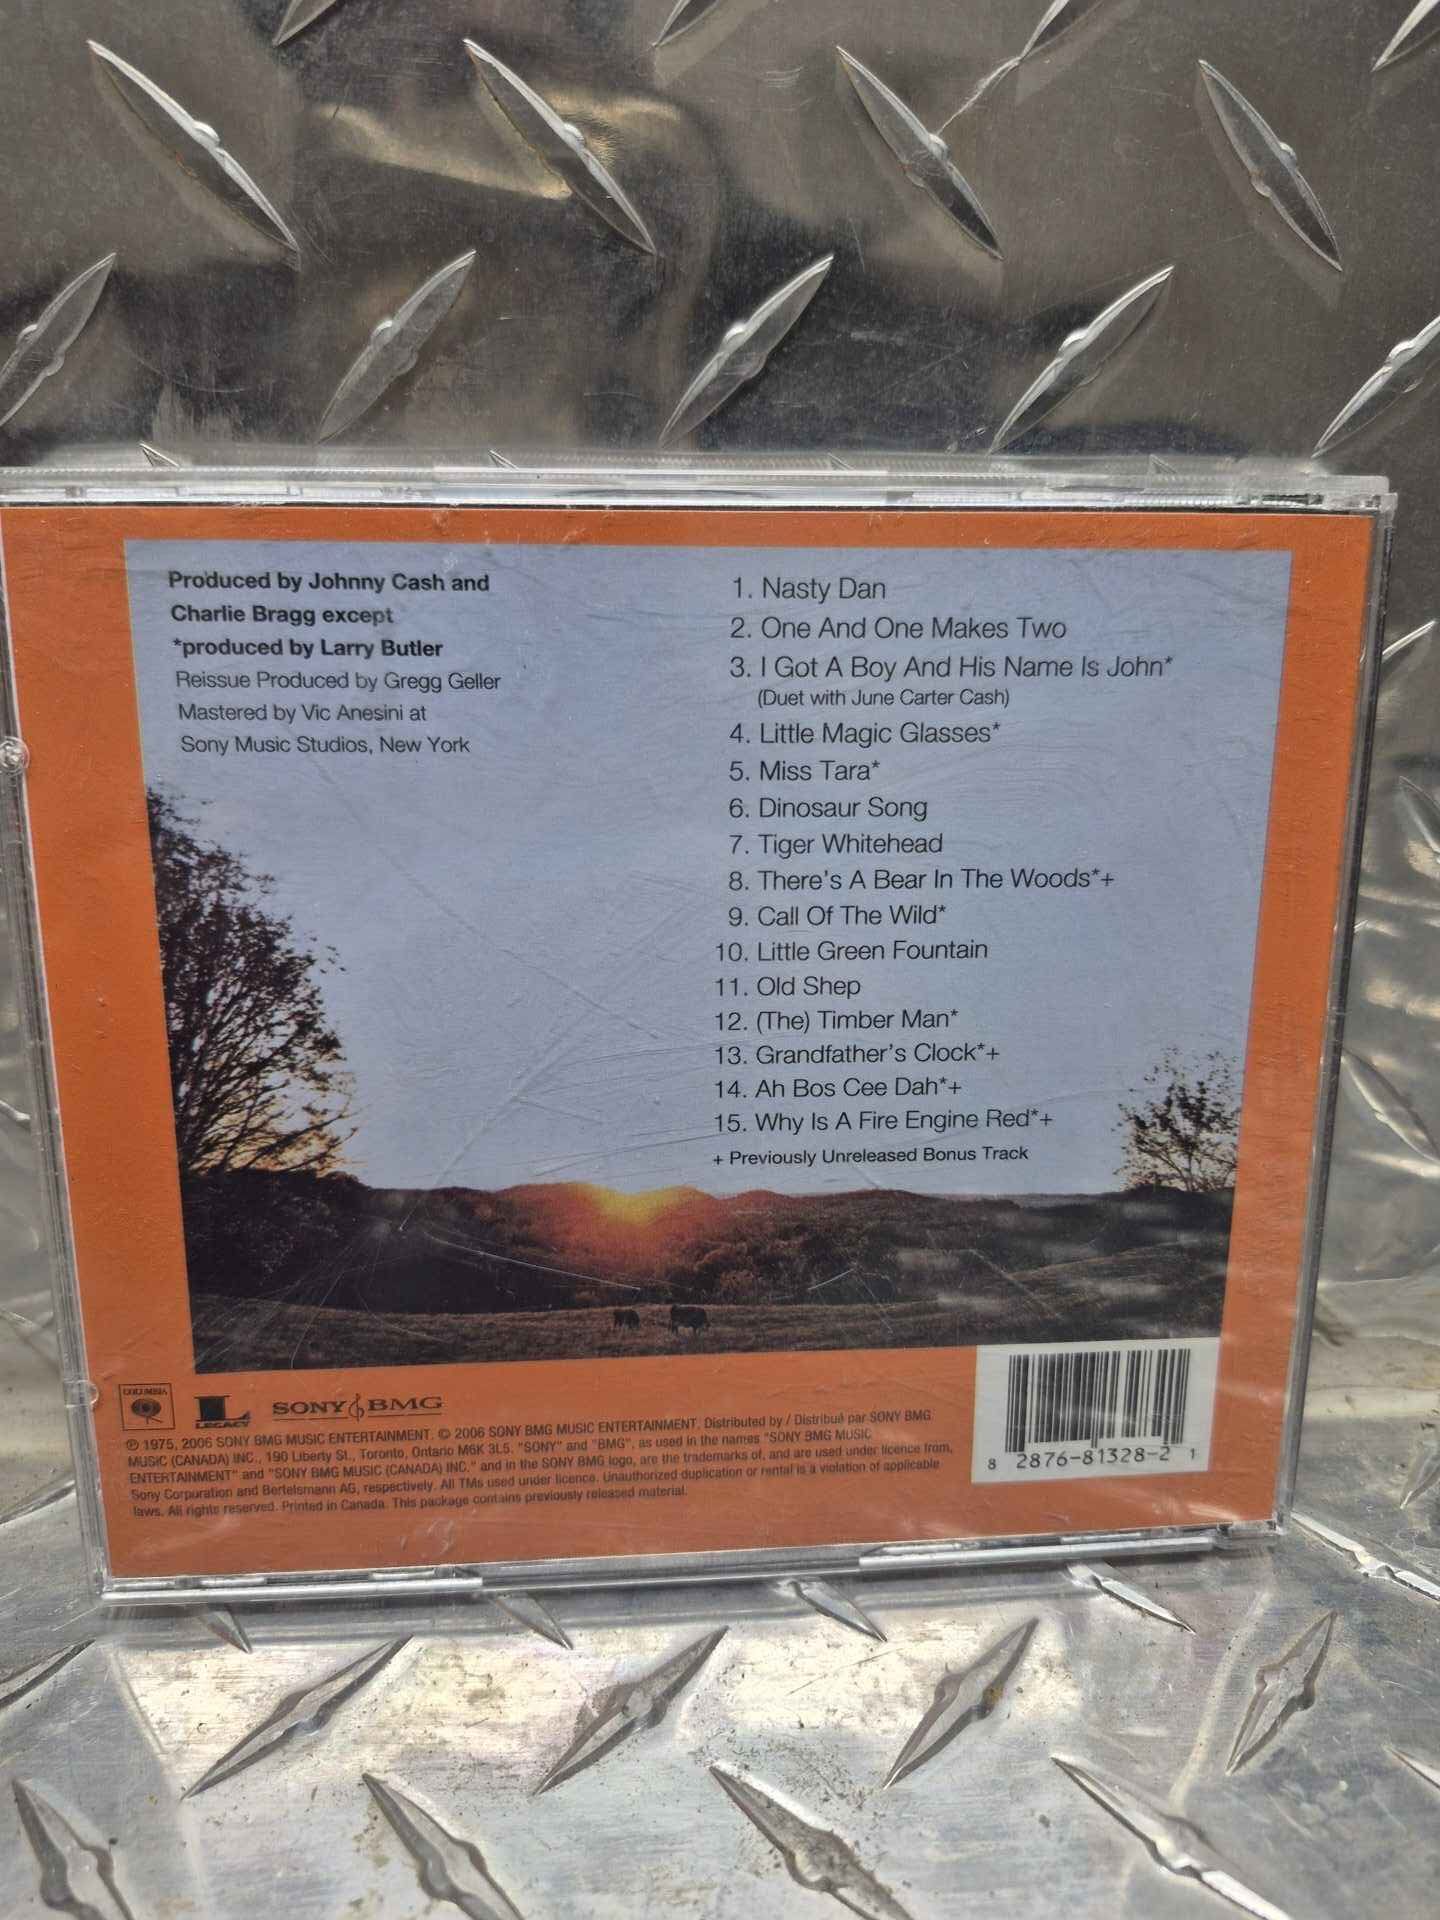 Produced by Johnny Cash and
Charlie Bragg except
*produced by Larry Butler
Reissue Produced by Gregg Geller
Mastered by Vic Anesini at
Sony Music Studios, New York
1. Nasty Dan
2. One And One Makes Two
3. I Got A Boy And His Name Is John*
(Duet with June Carter Cash)
4. Little Magic Glasses*
5. Miss Tara*
6. Dinosaur Song
7. Tiger Whitehead
8. There's A Bear In The Woods*+
9. Call Of The Wild*
10. Little Green Fountain
11. Old Shep
12. (The) Timber Man*
13. Grandfather's Clock*+
14. Ah Bos Cee Dah*+
15. Why Is A Fire Engine Red*+
+ Previously Unreleased Bonus Track
COLUMBIA
L LEGACY
SONY BMG
℗ 1975, 2006 SONY BMG MUSIC ENTERTAINMENT. © 2006 SONY BMG MUSIC ENTERTAINMENT. Distributed by / Distribué par SONY BMG
MUSIC (CANADA) INC., 190 Liberty St., Toronto, Ontario M6K 3L5. "SONY" and "BMG", as used in the names "SONY BMG MUSIC
ENTERTAINMENT" and "SONY BMG MUSIC (CANADA) INC." and in the SONY BMG logo, are the trademarks of, and are used under licence from,
Sony Corporation and Bertelsmann AG, respectively. All TMs used under licence. Unauthorized duplication or rental is a violation of applicable
laws. All rights reserved. Printed in Canada. This package contains previously released material.
8 2876-81328-2 1